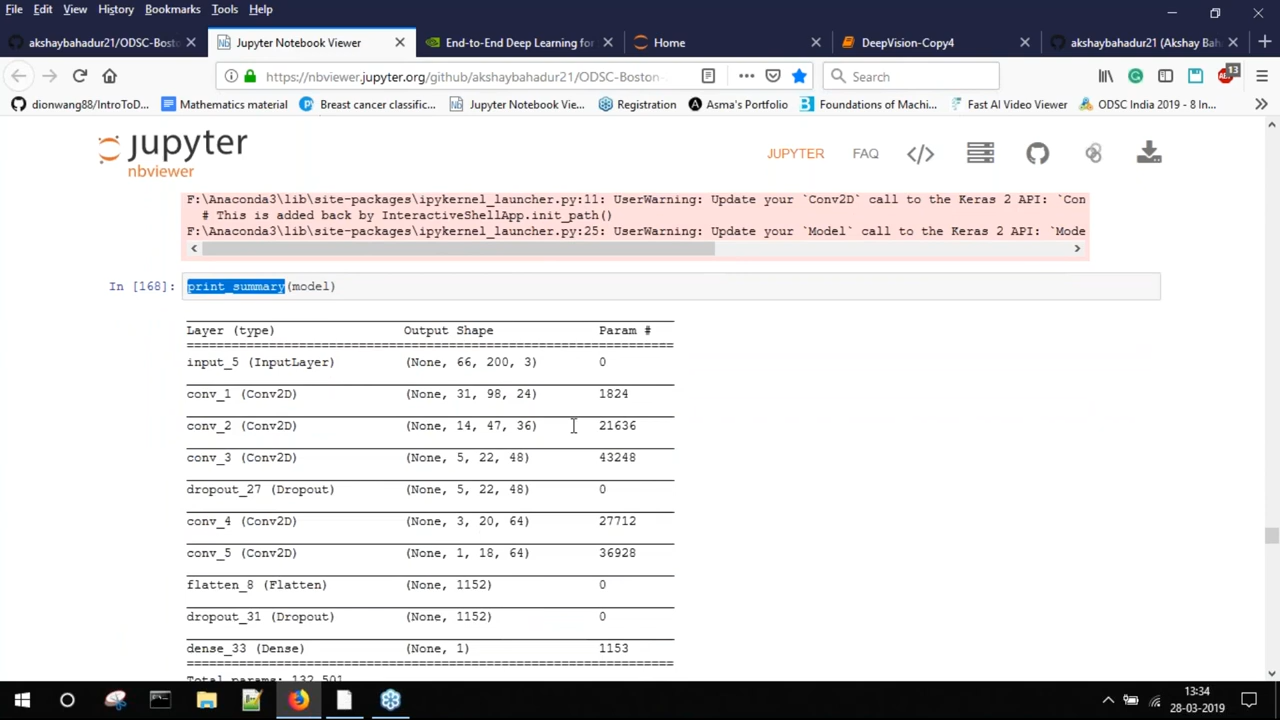 File Edit View History Bookmarks Tools Help
akshaybahadur21/ODSC-Bosto
Jupyter Notebook Viewer
End-to-End Deep Learning for
Home
DeepVision-Copy4
akshaybahadur21 (Akshay Bah
https://nbviewer.jupyter.org/github/akshaybahadur21/ODSC-Boston-
Search
13
dionwang88/IntroToD...
Mathematics material
Breast cancer classific...
Jupyter Notebook Vie...
Registration
Asma's Portfolio
Foundations of Machi...
Fast AI Video Viewer
ODSC India 2019 - 8 In...
jupyter
nbviewer
JUPYTER FAQ
F:\Anaconda3\lib\site-packages\ipykernel_launcher.py:11: UserWarning: Update your `Conv2D` call to the Keras 2 API: `Con
# This is added back by InteractiveShellApp.init_path()
F:\Anaconda3\lib\site-packages\ipykernel_launcher.py:25: UserWarning: Update your `Model` call to the Keras 2 API: `Mode
In [168]: print_summary(model)
Layer (type) Output Shape Param #
=================================================================
input_5 (InputLayer) (None, 66, 200, 3) 0
conv_1 (Conv2D) (None, 31, 98, 24) 1824
conv_2 (Conv2D) (None, 14, 47, 36) 21636
conv_3 (Conv2D) (None, 5, 22, 48) 43248
dropout_27 (Dropout) (None, 5, 22, 48) 0
conv_4 (Conv2D) (None, 3, 20, 64) 27712
conv_5 (Conv2D) (None, 1, 18, 64) 36928
flatten_8 (Flatten) (None, 1152) 0
dropout_31 (Dropout) (None, 1152) 0
dense_33 (Dense) (None, 1) 1153
=================================================================
Total params: 132,501
13:34
28-03-2019